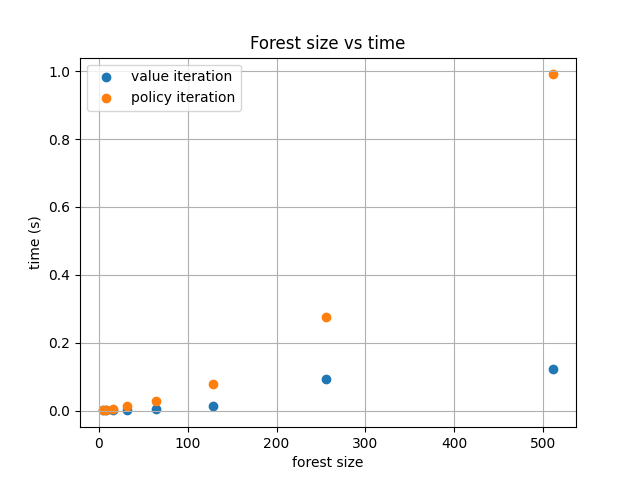 Forest size vs time
value iteration
policy iteration
time (s)
1.0
0.8
0.6
0.4
0.2
0.0
0 100 200 300 400 500
forest size